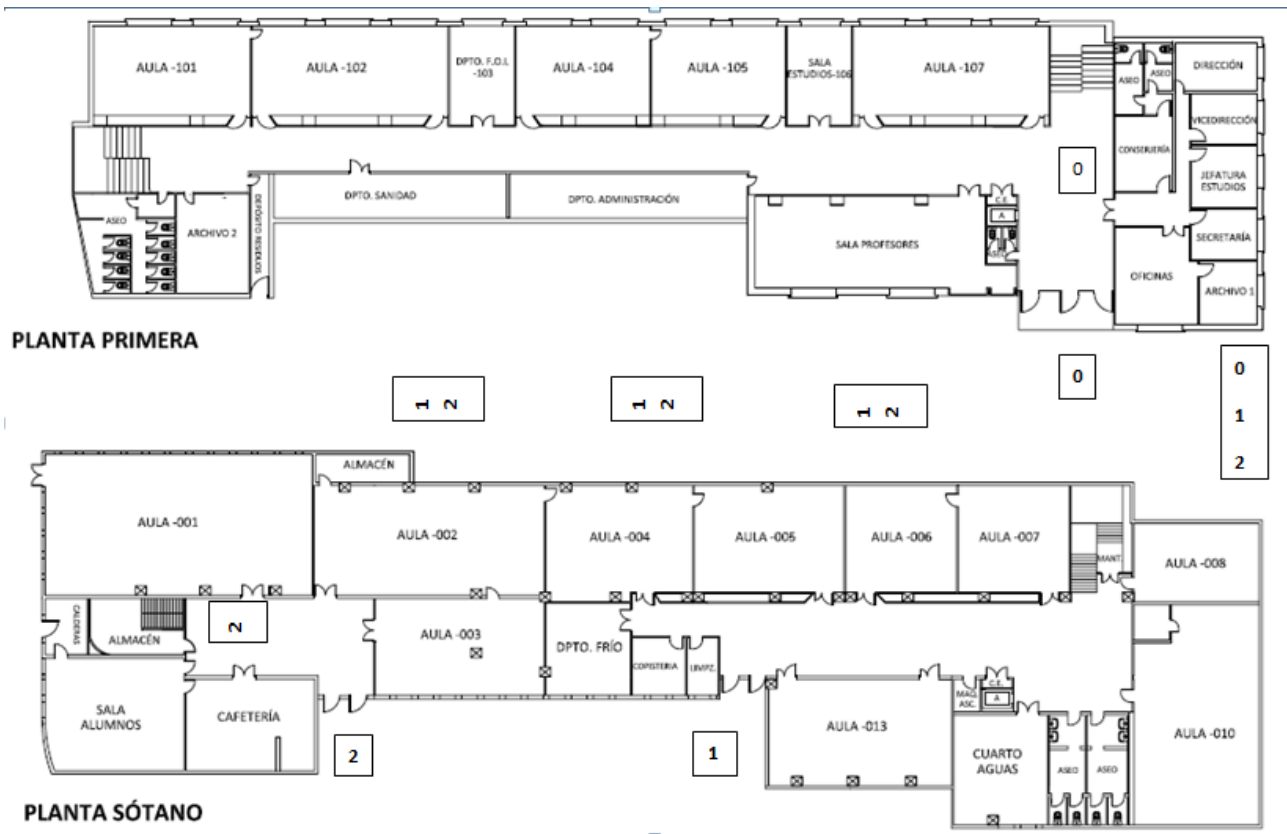 AULA -101
AULA -102
DPTO. F.O.L
-103
AULA -104
AULA -105
SALA
ESTUDIOS-106
AULA -107
ASEO
ASEO
DIRECCIÓN
VICEDIRECCIÓN
CONSERJERÍA
JEFATURA
ESTUDIOS
SECRETARÍA
OFICINAS
ARCHIVO 1
0
DPTO. SANIDAD
DPTO. ADMINISTRACIÓN
C.E.
A
ASEO
SALA PROFESORES
ASEO
ARCHIVO 2
DEPÓSITO RESIDUOS
PLANTA PRIMERA
0
0
1
2
1 2
1 2
1 2
ALMACÉN
AULA -001
AULA -002
AULA -004
AULA -005
AULA -006
AULA -007
MANT.
AULA -008
CALDERAS
ALMACÉN
2
AULA -003
DPTO. FRÍO
COPISTERIA
LIMPZ.
SALA
ALUMNOS
CAFETERÍA
AULA -013
MAQ.
ASC.
C.E.
A
CUARTO
AGUAS
ASEO
ASEO
AULA -010
2
1
PLANTA SÓTANO